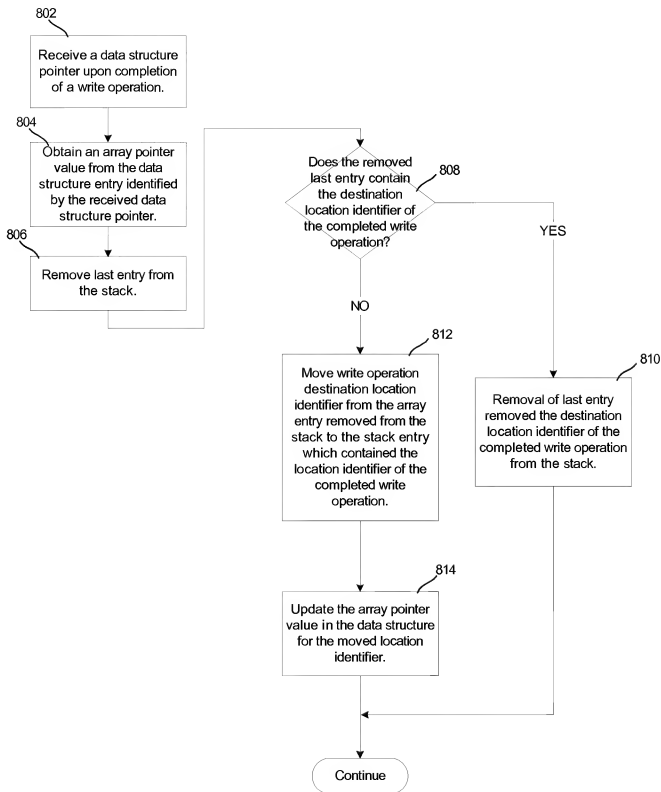 802
Receive a data structure
pointer upon completion
of a write operation.
804
Obtain an array pointer
value from the data
structure entry identified
by the received data
structure pointer.
806
Remove last entry from
the stack.
808
Does the removed
last entry contain
the destination
location identifier of
the completed write
operation?
YES
NO
812
Move write operation
destination location
identifier from the array
entry removed from the
stack to the stack entry
which contained the
location identifier of the
completed write
operation.
810
Removal of last entry
removed the destination
location identifier of the
completed write operation
from the stack.
814
Update the array pointer
value in the data structure
for the moved location
identifier.
Continue